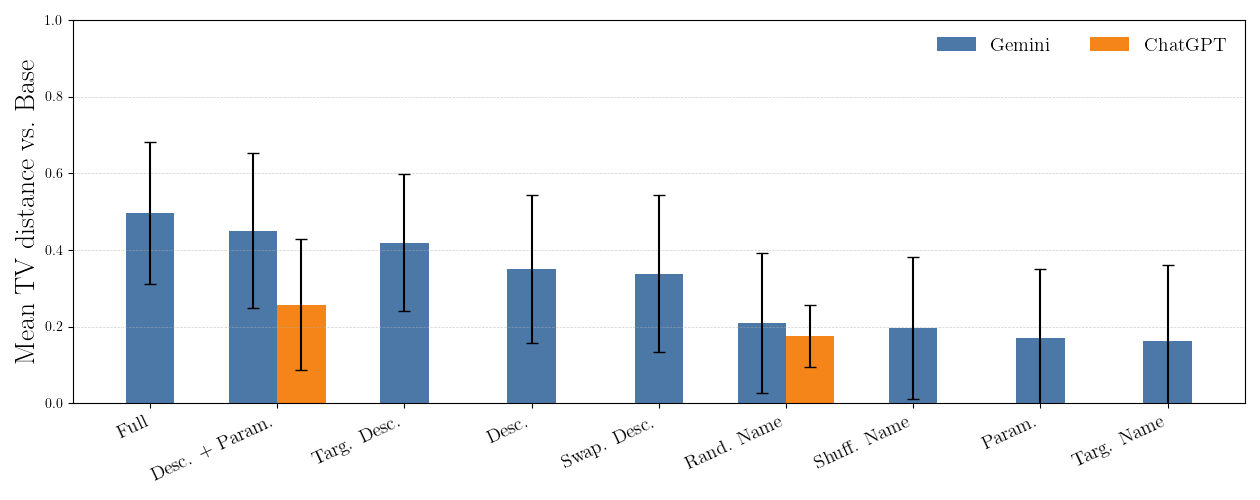 Mean TV distance vs. Base
1.0
0.8
0.6
0.4
0.2
0.0
Gemini
ChatGPT
Full
Desc. + Param.
Targ. Desc.
Desc.
Swap. Desc.
Rand. Name
Shuff. Name
Param.
Targ. Name